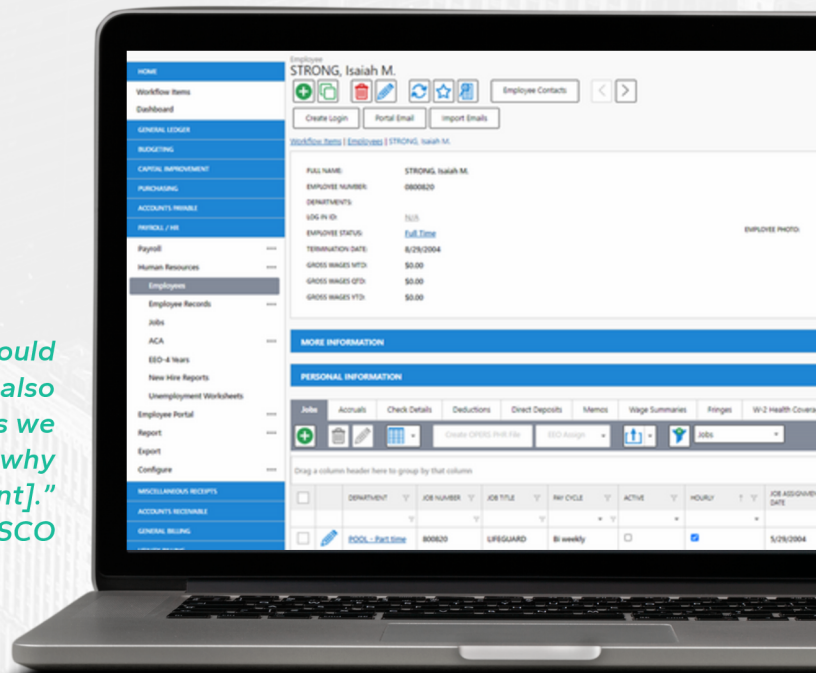 ould
also
s we
why
nt]."
SCO
HOME
Workflow Items
Dashboard
GENERAL LEDGER
BUDGETING
CAPITAL IMPROVEMENT
PURCHASING
ACCOUNTS PAYABLE
PAYROLL / HR
Payroll
Human Resources
Employees
Employee Records
Jobs
ACA
EEO-4 Years
New Hire Reports
Unemployment Worksheets
Employee Portal
Report
Export
Configure
MISCELLANEOUS RECEIPTS
ACCOUNTS RECEIVABLE
GENERAL BILLING
Employee
STRONG, Isaiah M.
Employee Contacts
Create Login Portal Email Import Emails
Workflow Items | Employees | STRONG, Isaiah M.
FULL NAME: STRONG, Isaiah M.
EMPLOYEE NUMBER: 0800820
DEPARTMENTS:
LOG IN ID: N/A
EMPLOYEE STATUS: Full Time
EMPLOYEE PHOTO:
TERMINATION DATE: 8/29/2004
GROSS WAGES MTD: $0.00
GROSS WAGES QTD: $0.00
GROSS WAGES YTD: $0.00
MORE INFORMATION
PERSONAL INFORMATION
Jobs Accruals Check Details Deductions Direct Deposits Memos Wage Summaries Fringes W-2 Health Covera
Create OPERS PHR File EEO Assign Jobs
Drag a column header here to group by that column
DEPARTMENT JOB NUMBER JOB TITLE PAY CYCLE ACTIVE HOURLY JOB ASSIGNMEN
DATE
POOL - Part time 800820 LIFEGUARD Bi weekly 5/29/2004